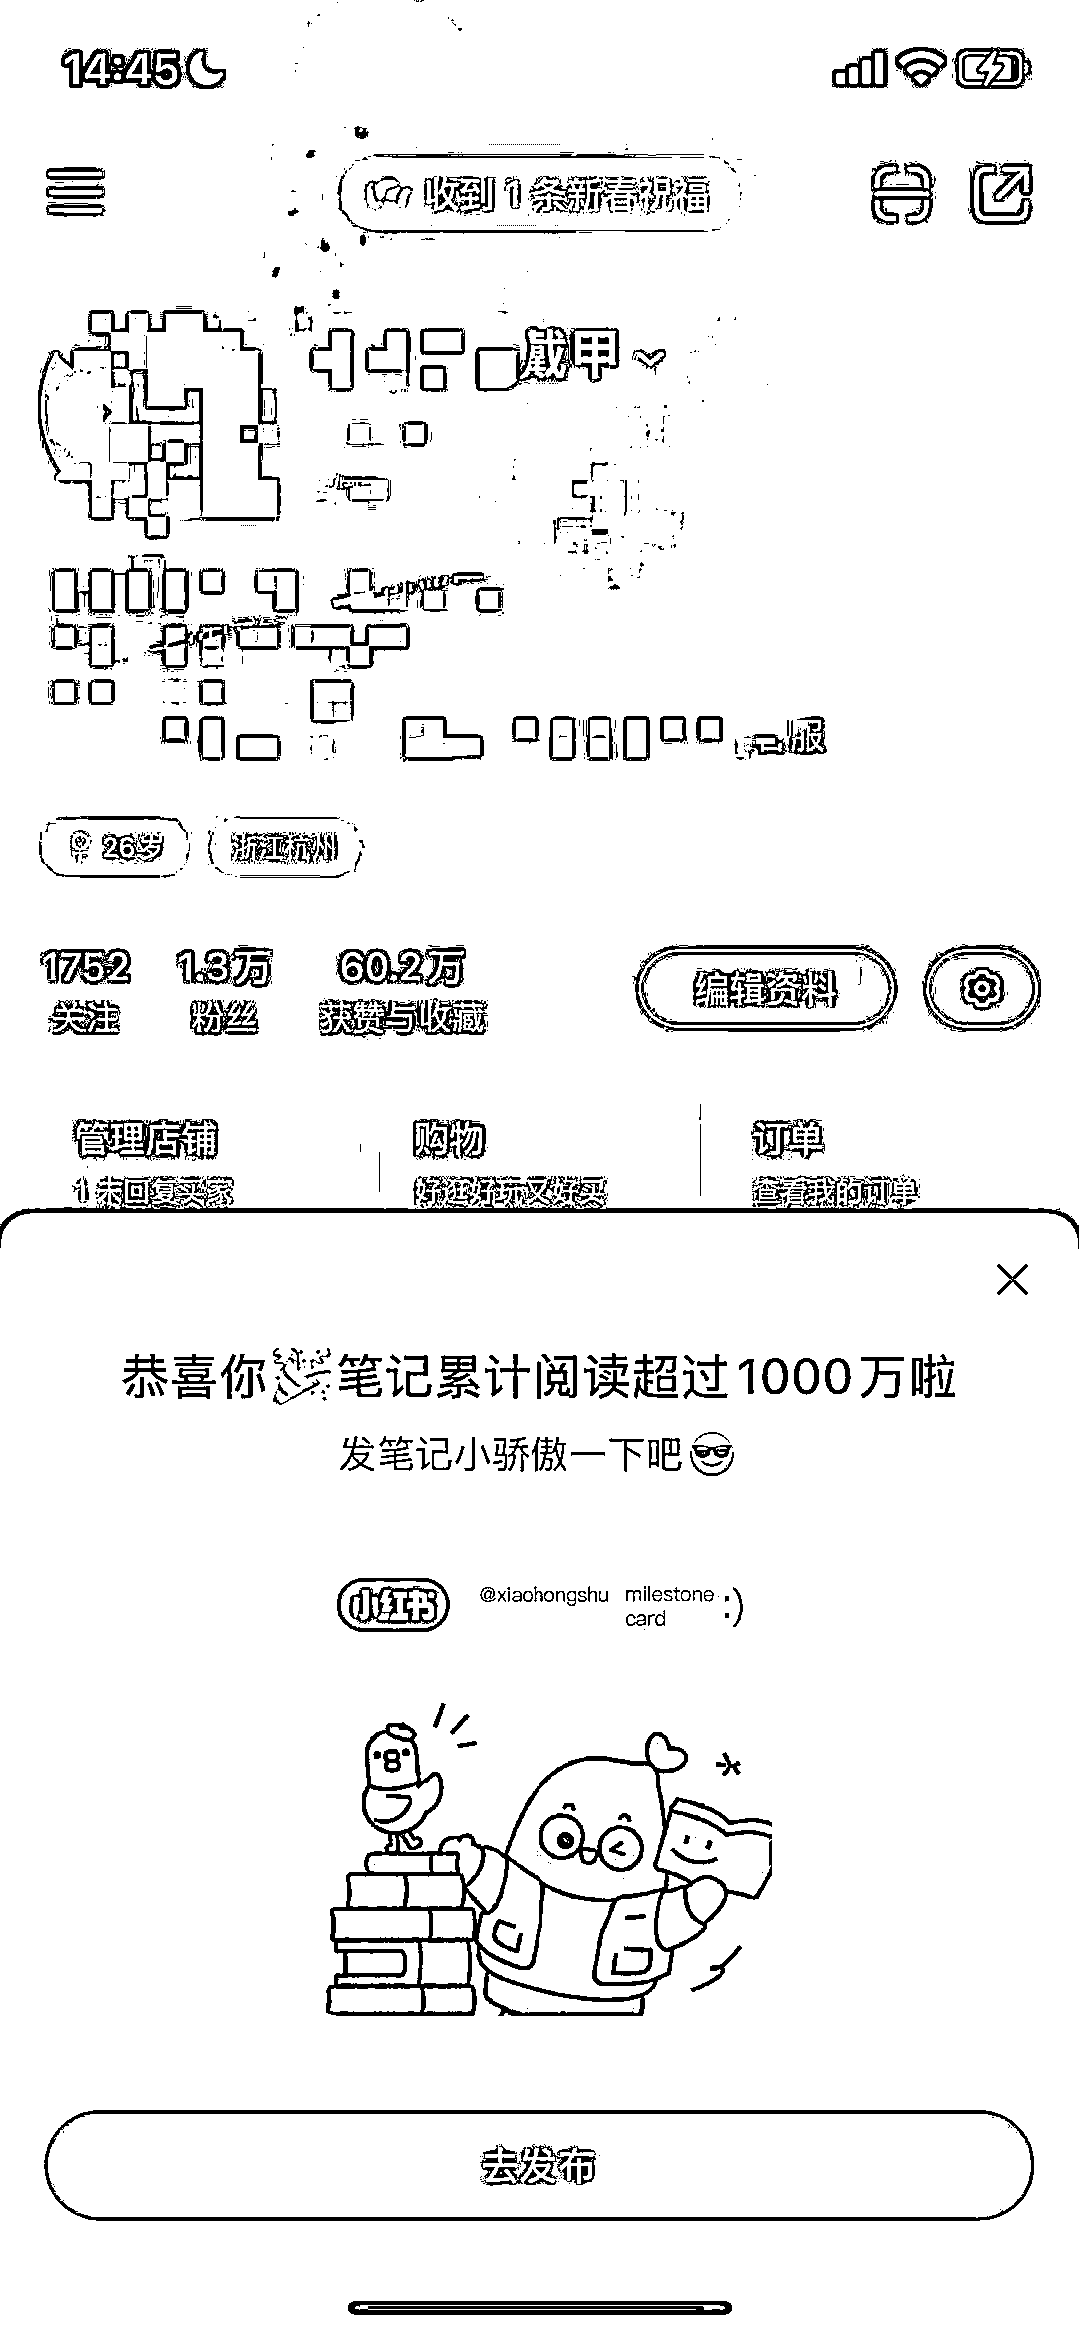 14:45
收到 1 条新春祝福
戴甲
服
26岁 浙江杭州
1752 1.3万 60.2万
关注 粉丝 获赞与收藏
编辑资料
管理店铺 购物 订单
1 未回复买家 好逛好玩又好买 查看我的订单
恭喜你🎉笔记累计阅读超过1000万啦
发笔记小骄傲一下吧😎
小红书 @xiaohongshu milestone card :)
去发布